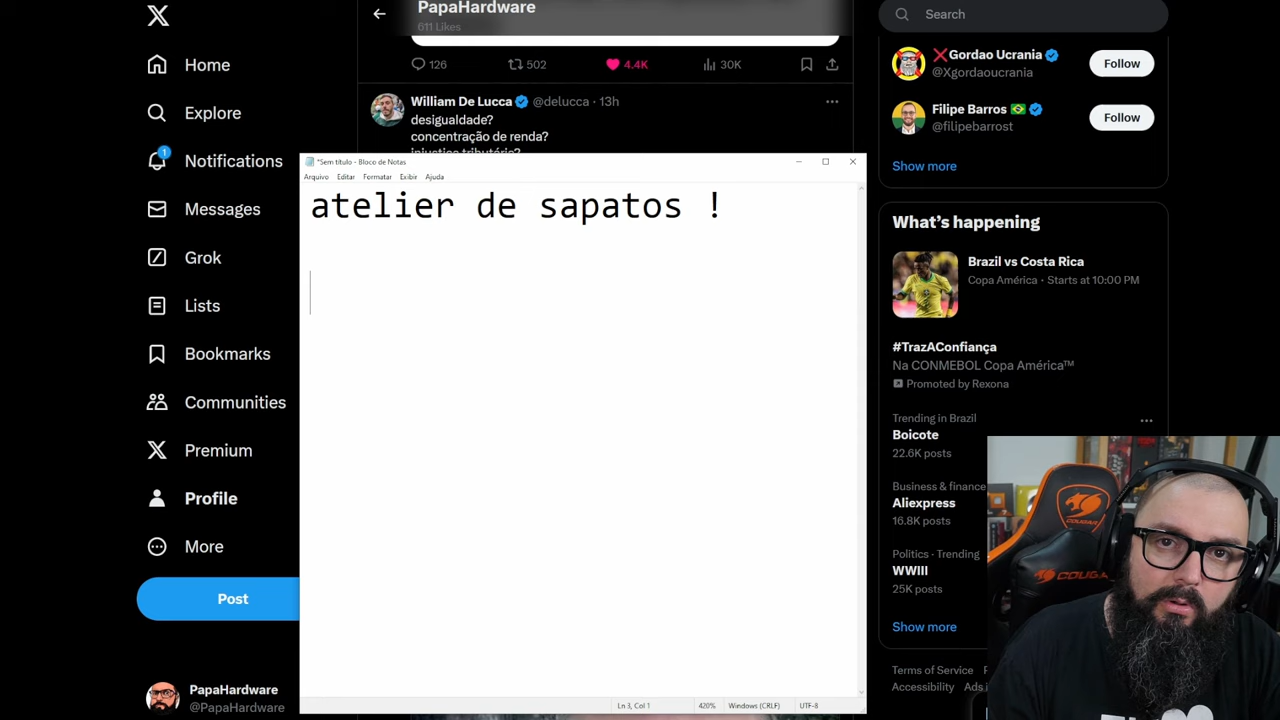 PapaHardware
611 Likes
126
502
4.4K
30K
Home
Explore
1
Notifications
Messages
Grok
Lists
Bookmarks
Communities
Premium
Profile
More
Post
PapaHardware
@PapaHardware
William De Lucca @delucca · 13h
desigualdade?
concentração de renda?
injustiça tributária?
*Sem título - Bloco de Notas
Arquivo Editar Formatar Exibir Ajuda
atelier de sapatos !
Ln 3, Col 1
420%
Windows (CRLF)
UTF-8
Search
Gordao Ucrania
@Xgordaoucrania
Follow
Filipe Barros
@filipebarrost
Follow
Show more
What's happening
Brazil vs Costa Rica
Copa América · Starts at 10:00 PM
#TrazAConfiança
Na CONMEBOL Copa América™
Promoted by Rexona
Trending in Brazil
Boicote
22.6K posts
Business & finance
Aliexpress
16.8K posts
Politics · Trending
WWIII
25K posts
Show more
Terms of Service
Accessibility Ads
COUGAR